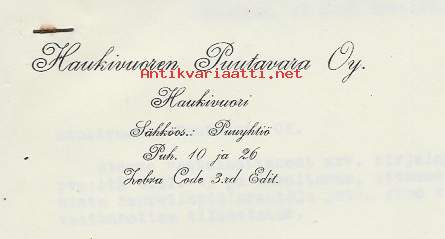 Haukivuoren Puutavara Oy.
Antikvariaatti.net
Haukivuori
Sähköos.: Puuyhtiö
Puh. 10 ja 26
Zebra Code 3.rd Edit.